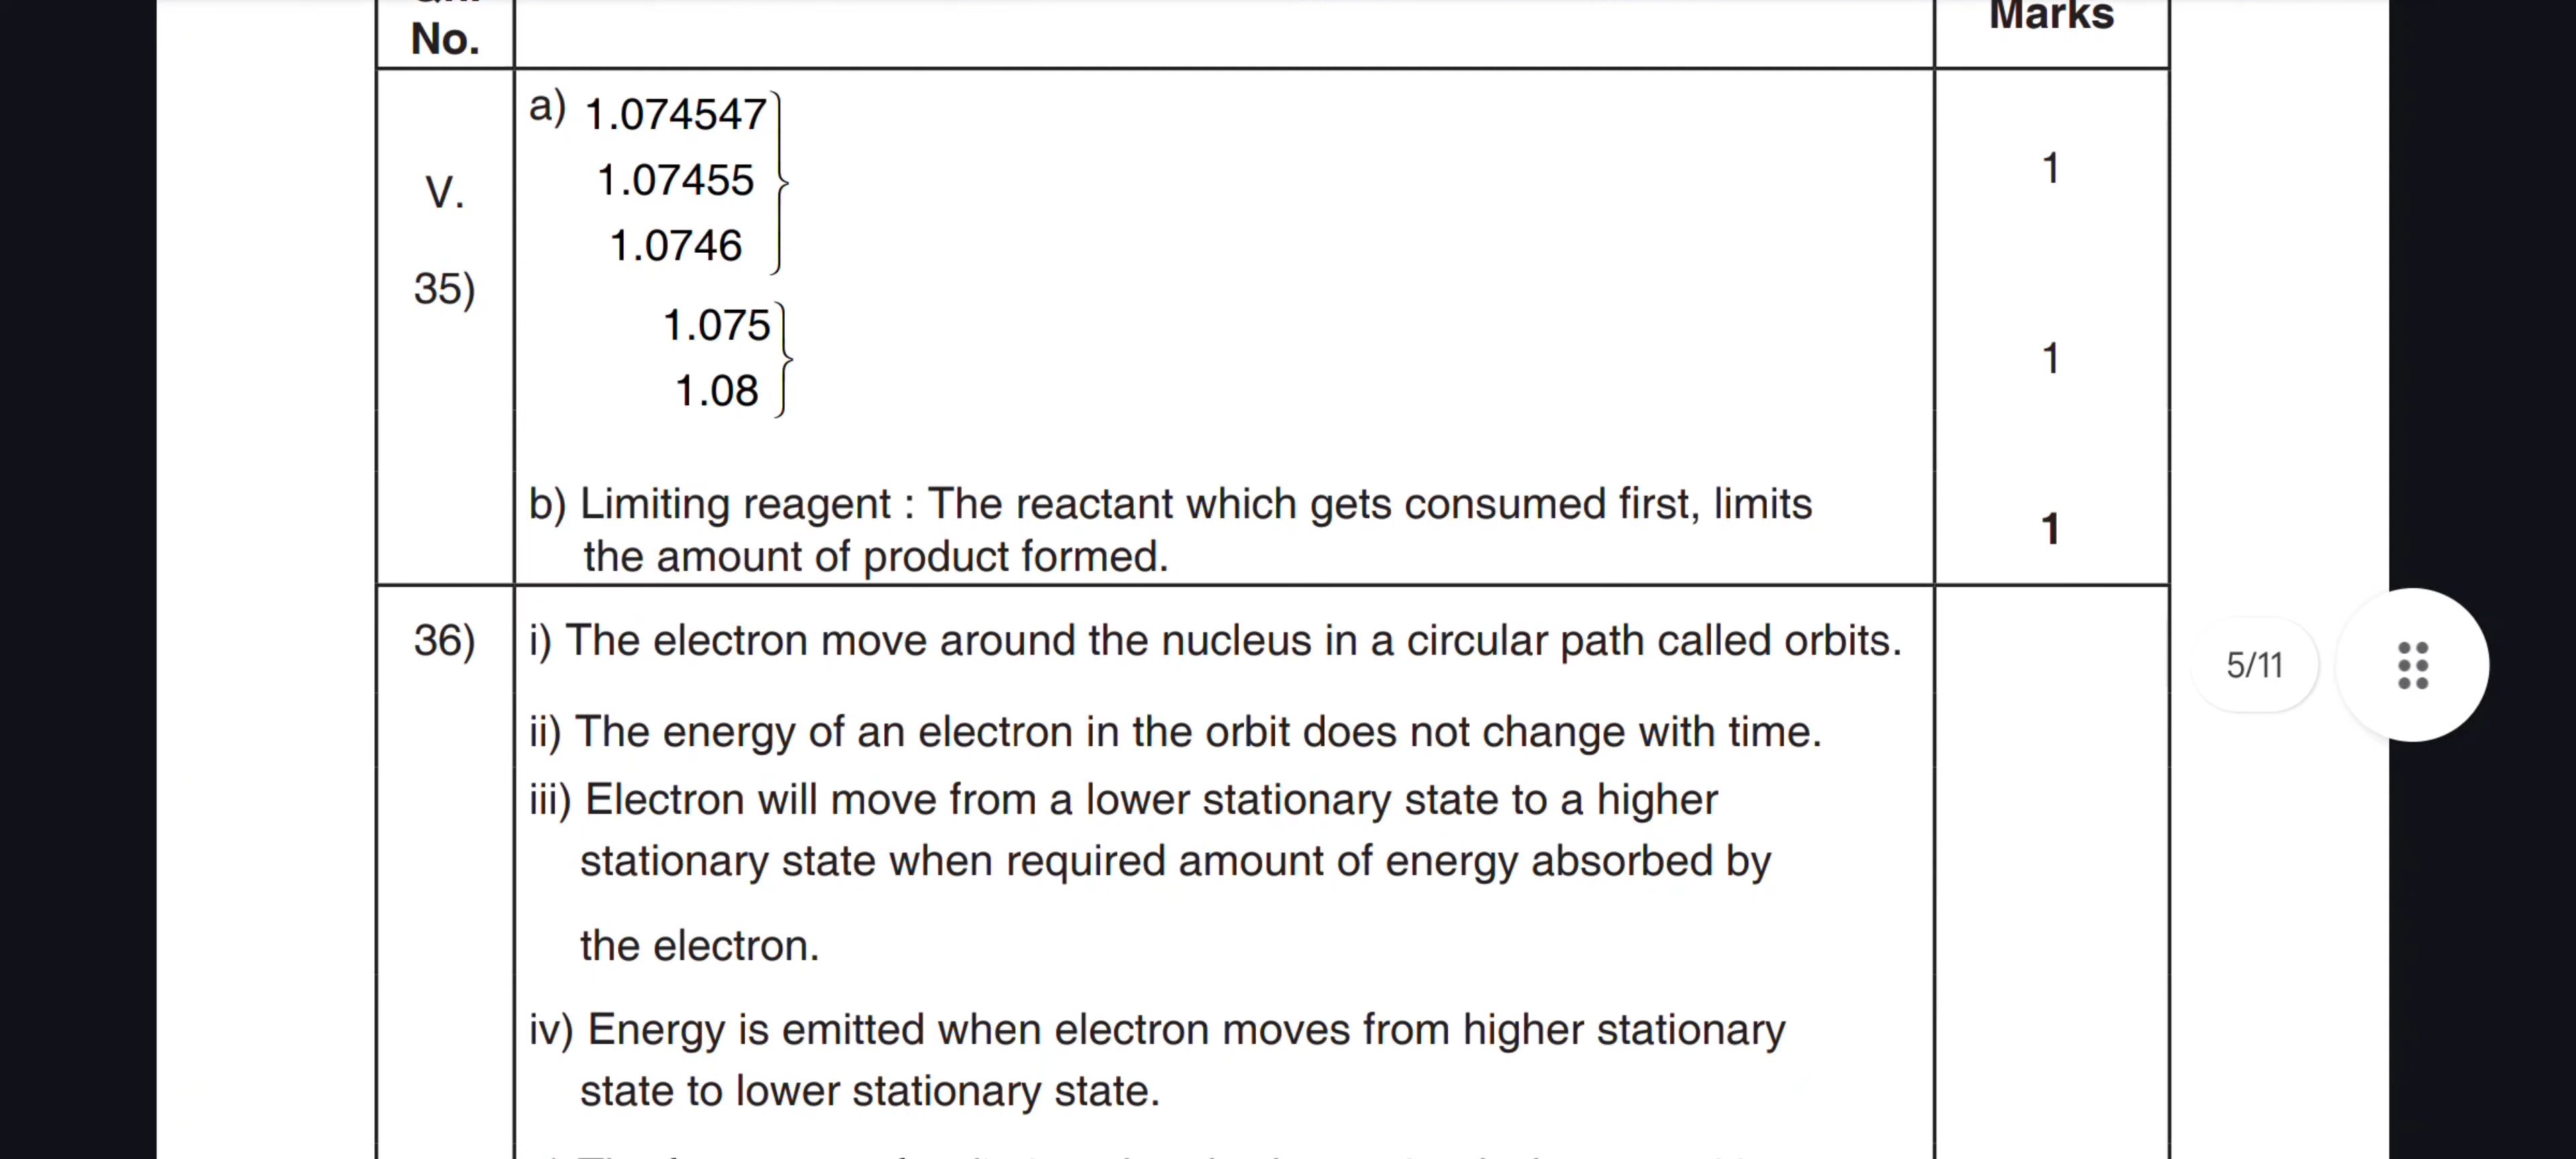 No.
Marks
V.
35)
a) 1.074547
1.07455
1.0746
1
1.075
1.08
1
b) Limiting reagent : The reactant which gets consumed first, limits
the amount of product formed.
1
36)
i) The electron move around the nucleus in a circular path called orbits.
ii) The energy of an electron in the orbit does not change with time.
iii) Electron will move from a lower stationary state to a higher
stationary state when required amount of energy absorbed by
the electron.
iv) Energy is emitted when electron moves from higher stationary
state to lower stationary state.
5/11